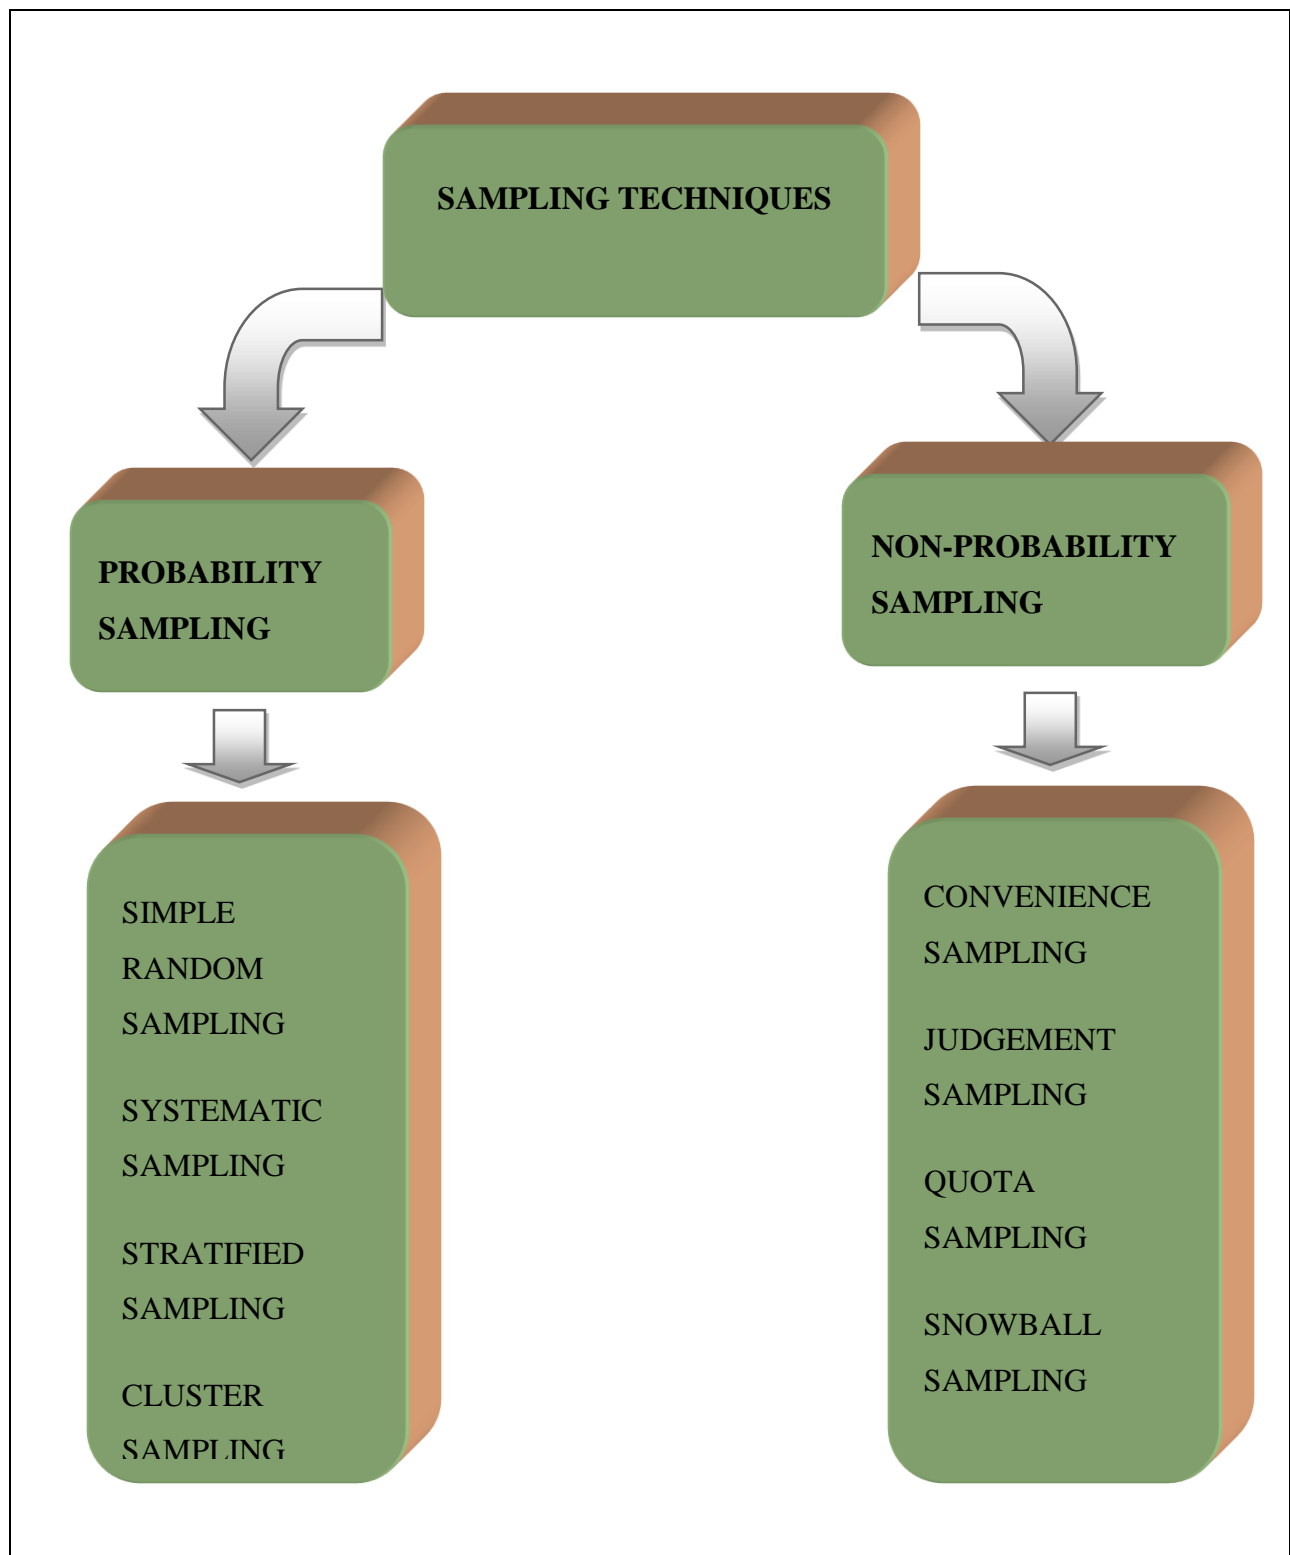 SAMPLING TECHNIQUES
PROBABILITY
SAMPLING
NON-PROBABILITY
SAMPLING
SIMPLE
RANDOM
SAMPLING
SYSTEMATIC
SAMPLING
STRATIFIED
SAMPLING
CLUSTER
SAMPLING
CONVENIENCE
SAMPLING
JUDGEMENT
SAMPLING
QUOTA
SAMPLING
SNOWBALL
SAMPLING